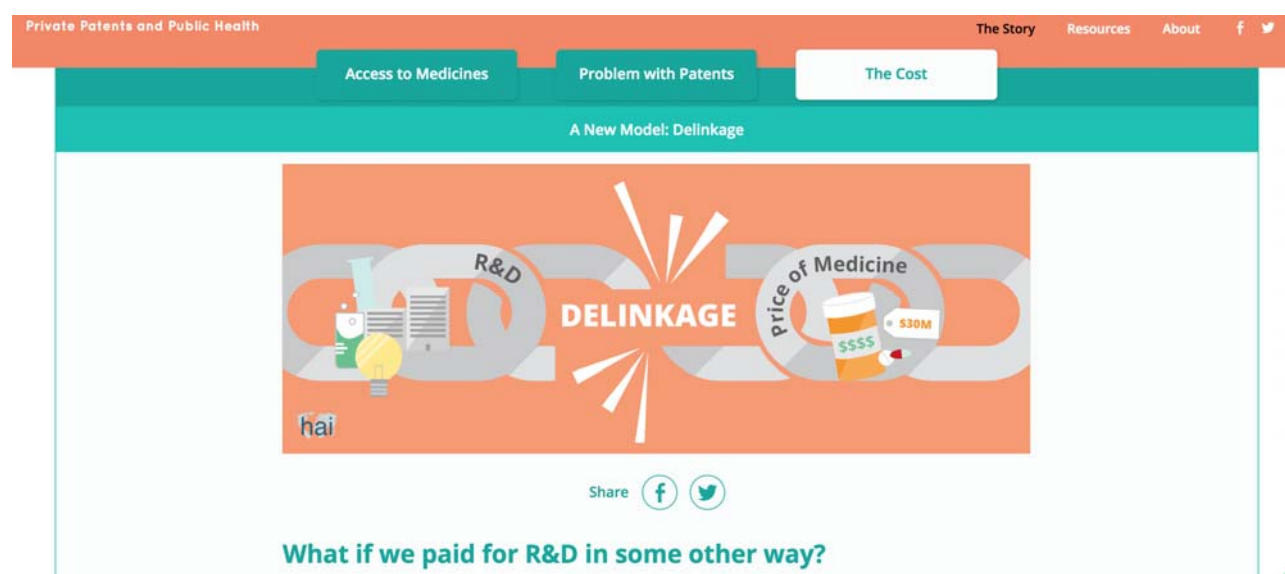 Private Patents and Public Health
The Story Resources About
Access to Medicines Problem with Patents The Cost
A New Model: Delinkage
R&D
DELINKAGE
Price of Medicine
$30M
$$$$
hai
Share
What if we paid for R&D in some other way?